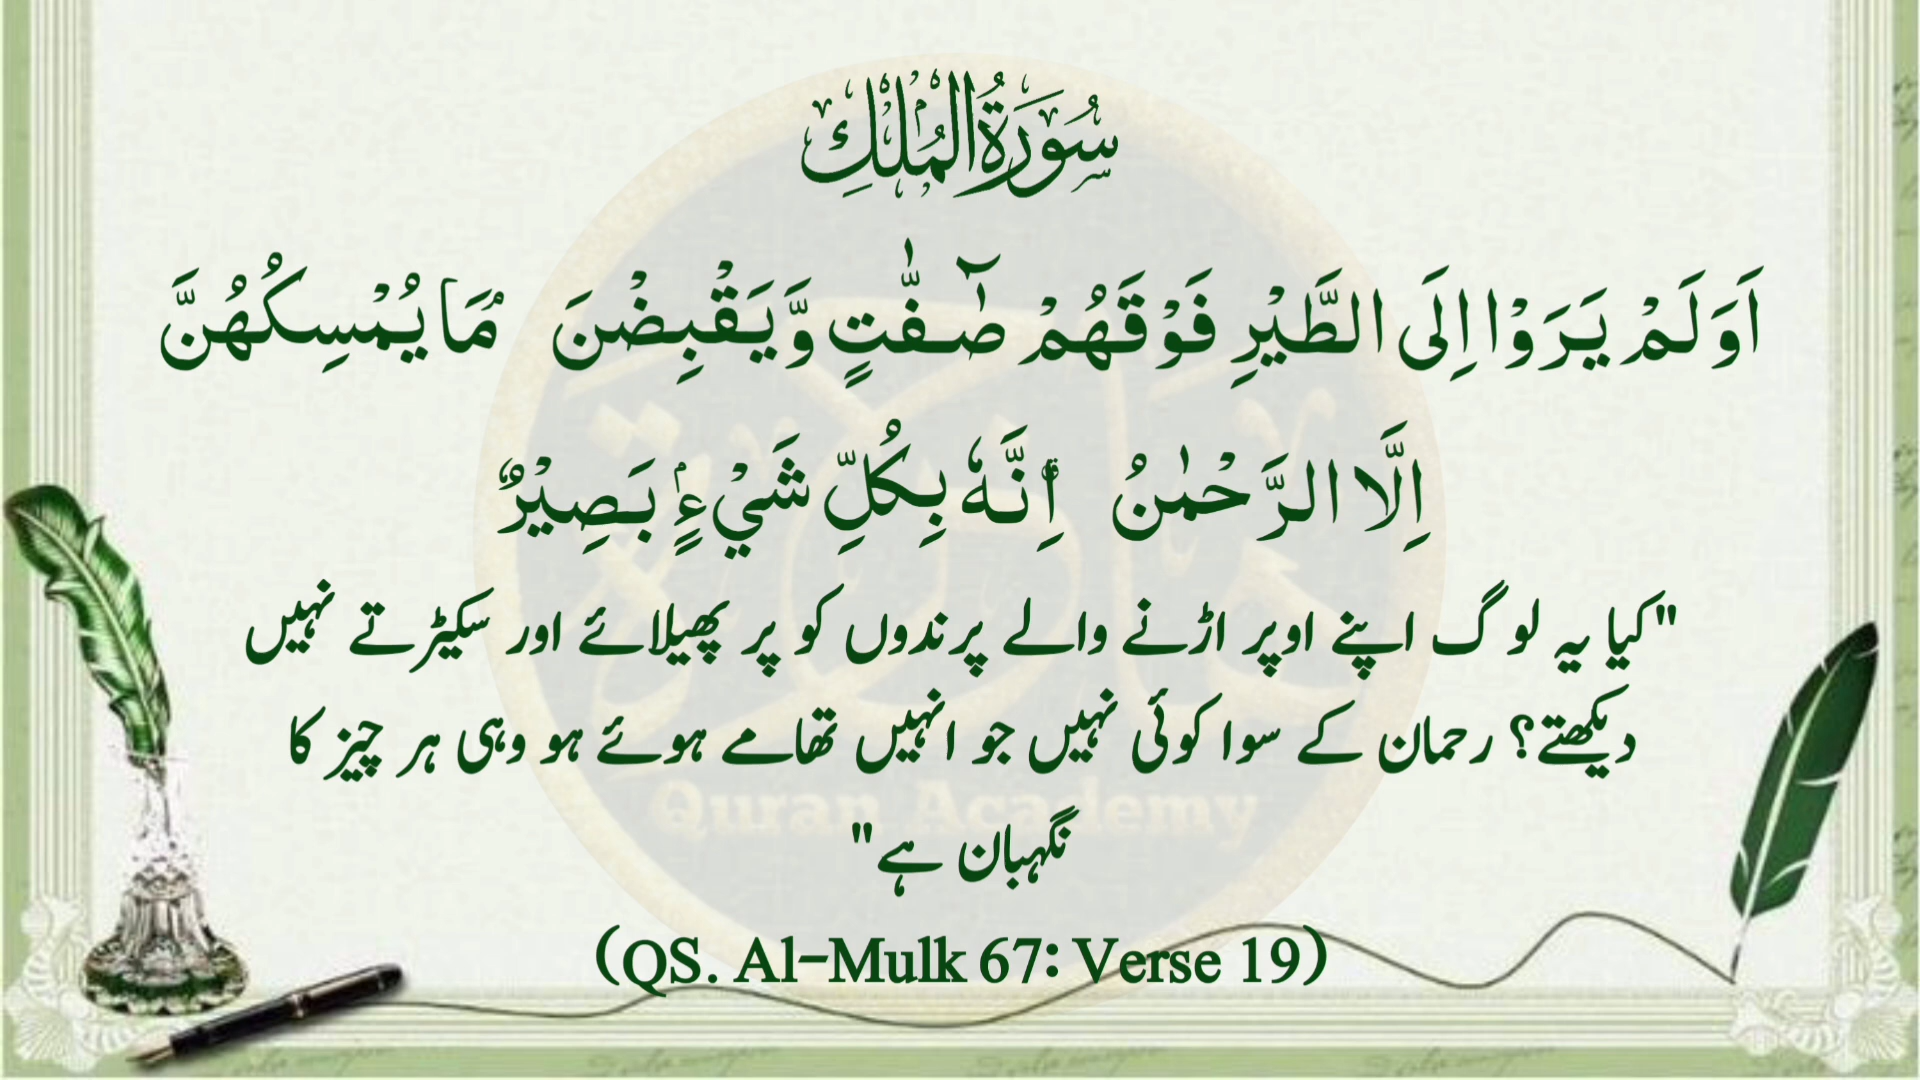 سُوۡرَةُ الۡمُلۡكِ
اَوَلَمۡ يَرَوۡا اِلَى الطَّيۡرِ فَوۡقَهُمۡ صٰٓفّٰتٍ وَّيَقۡبِضۡنَ ۘؕ مَا يُمۡسِكُهُنَّ
اِلَّا الرَّحۡمٰنُ ؕ اِنَّهٗ بِكُلِّ شَىۡءٍۢ بَصِيۡرٌ
"کیا یہ لوگ اپنے اوپر اڑنے والے پرندوں کو پر پھیلائے اور سکیڑتے نہیں
دیکھتے؟ رحمان کے سوا کوئی نہیں جو انہیں تھامے ہوئے ہو وہی ہر چیز کا
نگہبان ہے"
Quran Academy
(QS. Al-Mulk 67: Verse 19)